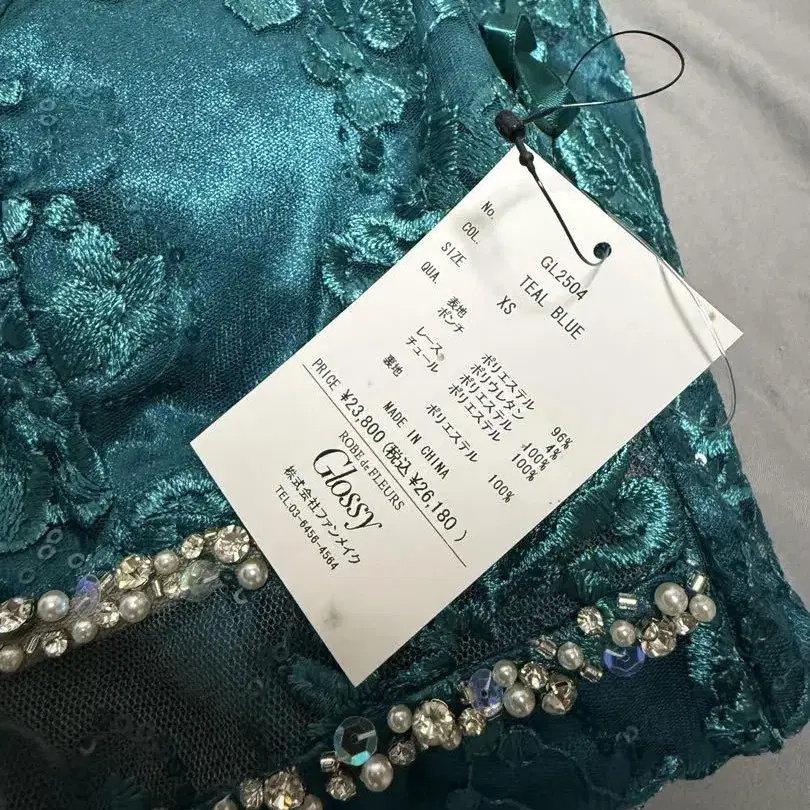 No. GL2504
COL. TEAL BLUE
SIZE XS
QUA.
表地
ポンチ ポリエステル 96%
ポリウレタン 4%
レース ポリエステル 100%
チュール ポリエステル 100%
裏地 ポリエステル 100%
MADE IN CHINA
PRICE ¥23,800 (税込 ¥26,180 )
ROBE de FLEURS
Glossy
株式会社ファンメイク
TEL.03-6456-4564